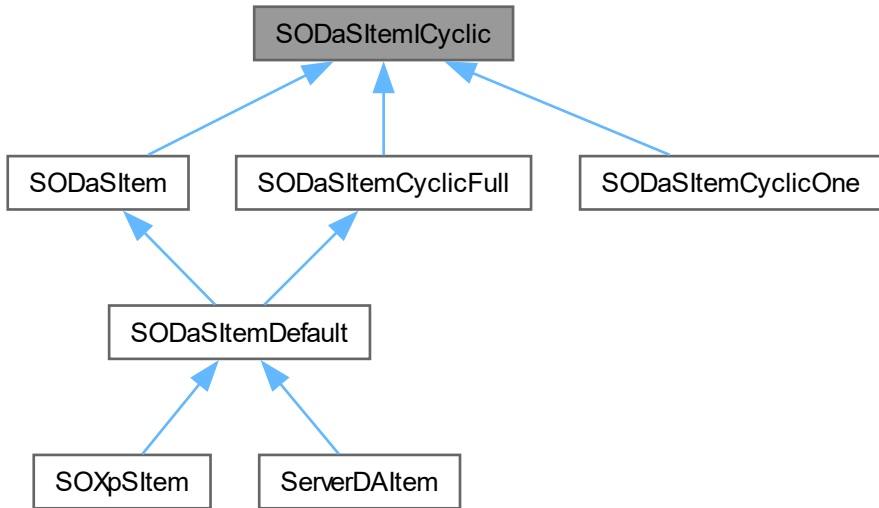 SODaSItemICyclic
SODaSItem
SODaSItemCyclicFull
SODaSItemCyclicOne
SODaSItemDefault
SOXpSItem
ServerDAItem